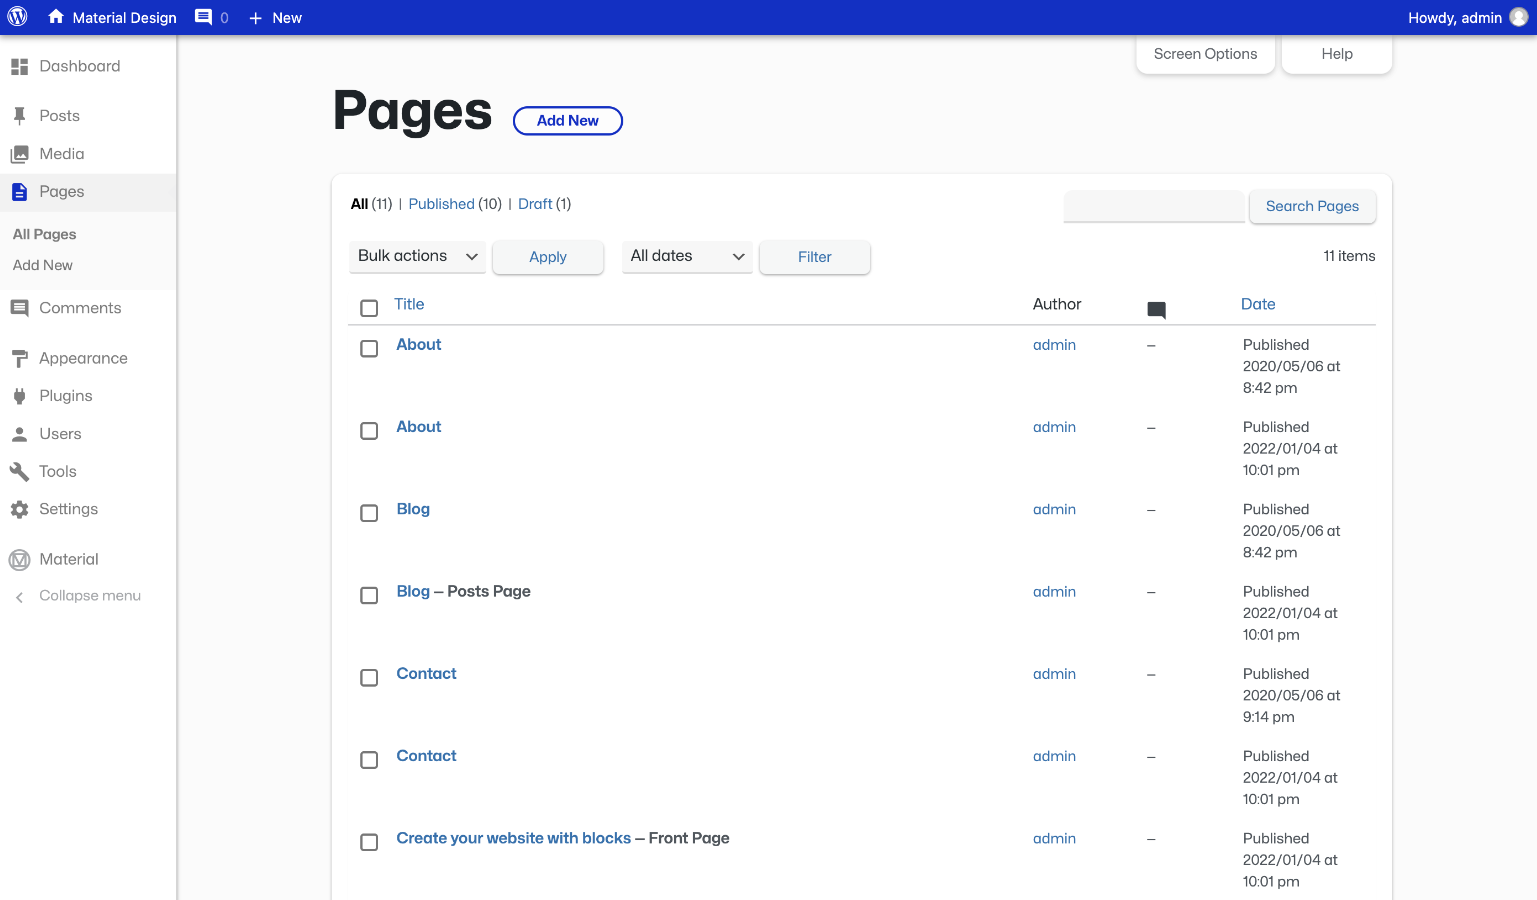 Material Design 0 New Howdy, admin
Screen Options Help
Dashboard
Posts
Media
Pages
All Pages
Add New
Comments
Appearance
Plugins
Users
Tools
Settings
Material
Collapse menu
Pages Add New
All (11) | Published (10) | Draft (1) Search Pages
Bulk actions Apply All dates Filter 11 items
Title Author Date
About admin — Published
2020/05/06 at
8:42 pm
About admin — Published
2022/01/04 at
10:01 pm
Blog admin — Published
2020/05/06 at
8:42 pm
Blog — Posts Page admin — Published
2022/01/04 at
10:01 pm
Contact admin — Published
2020/05/06 at
9:14 pm
Contact admin — Published
2022/01/04 at
10:01 pm
Create your website with blocks — Front Page admin — Published
2022/01/04 at
10:01 pm